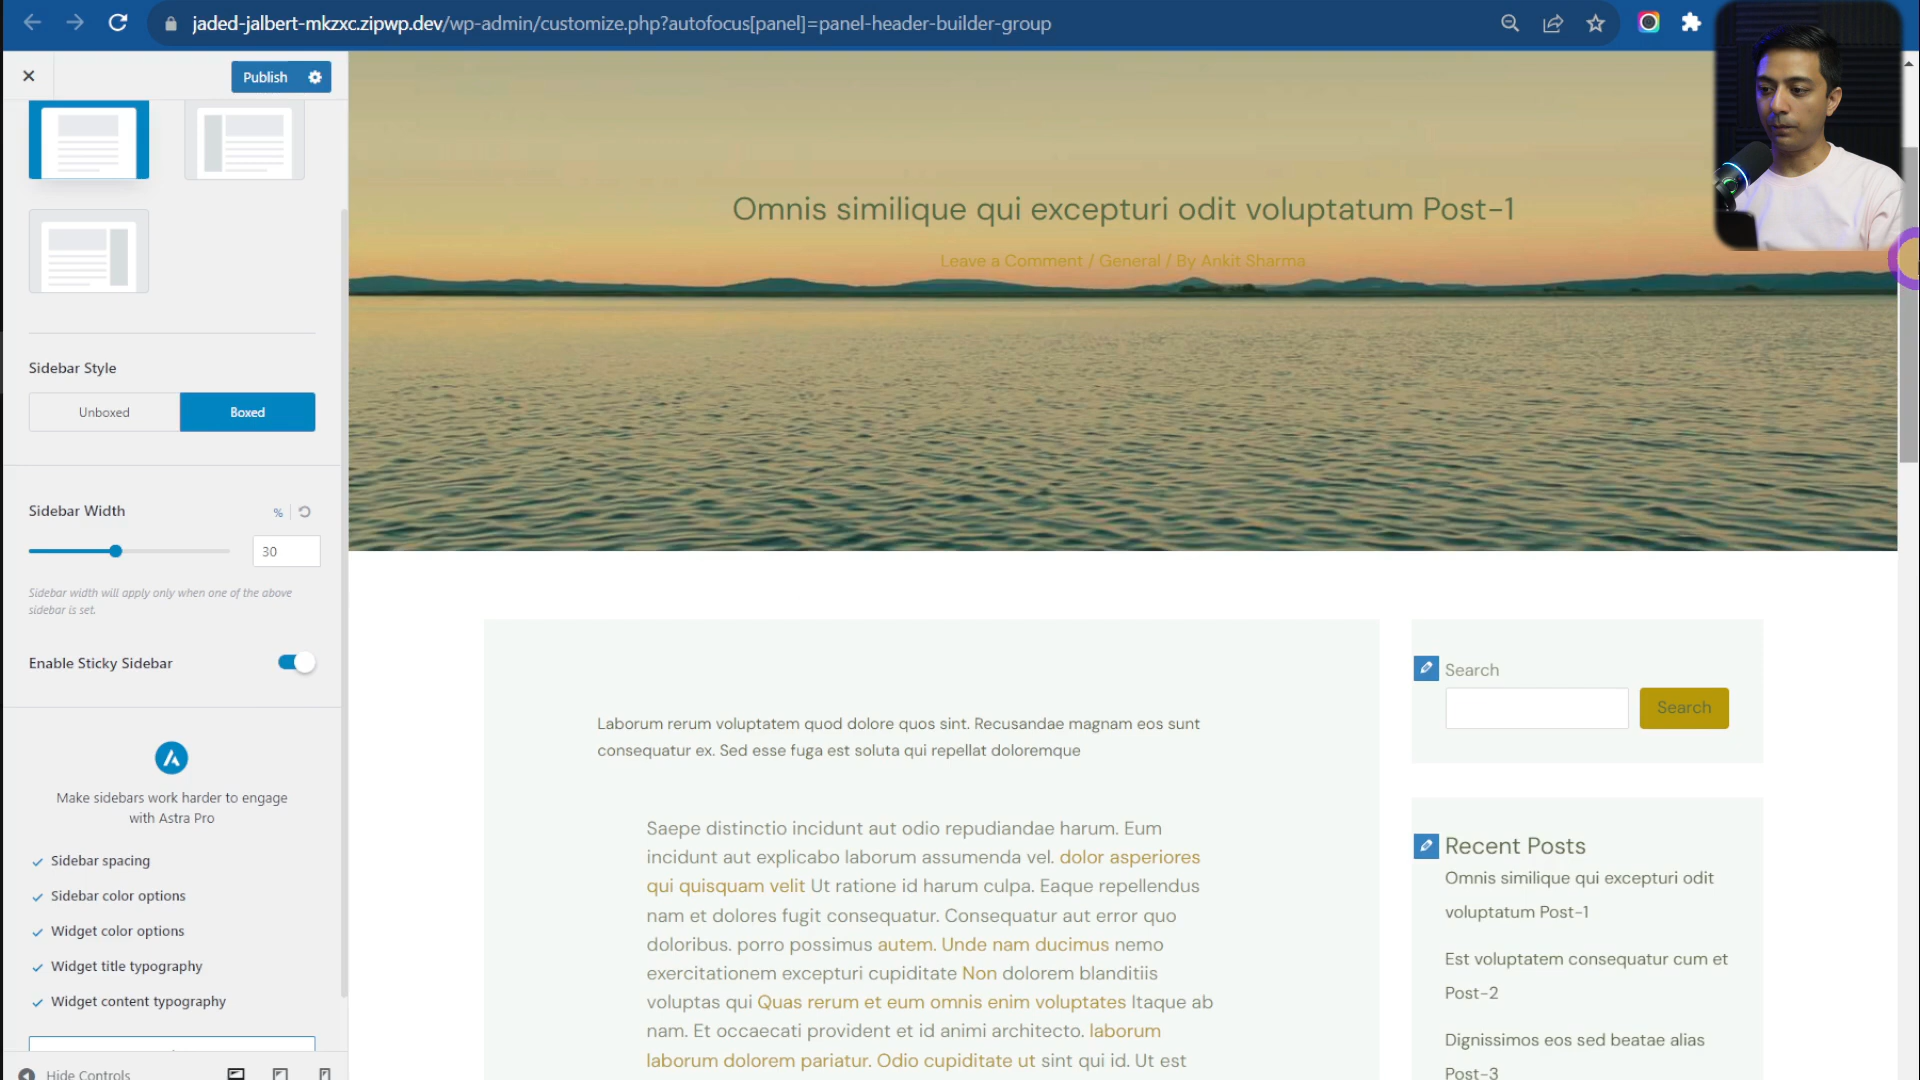 jaded-jalbert-mkzxc.zipwp.dev/wp-admin/customize.php?autofocus[panel]=panel-header-builder-group
Publish
Sidebar Style
Unboxed
Boxed
Sidebar Width
%
30
Sidebar width will apply only when one of the above
sidebar is set.
Enable Sticky Sidebar
Make sidebars work harder to engage
with Astra Pro
Sidebar spacing
Sidebar color options
Widget color options
Widget title typography
Widget content typography
Hide Controls
Omnis similique qui excepturi odit voluptatum Post-1
Leave a Comment / General / By Ankit Sharma
Laborum rerum voluptatem quod dolore quos sint. Recusandae magnam eos sunt
consequatur ex. Sed esse fuga est soluta qui repellat doloremque
Saepe distinctio incidunt aut odio repudiandae harum. Eum
incidunt aut explicabo laborum assumenda vel. dolor asperiores
qui quisquam velit Ut ratione id harum culpa. Eaque repellendus
nam et dolores fugit consequatur. Consequatur aut error quo
doloribus. porro possimus autem. Unde nam ducimus nemo
exercitationem excepturi cupiditate Non dolorem blanditiis
voluptas qui Quas rerum et eum omnis enim voluptates Itaque ab
nam. Et occaecati provident et id animi architecto. laborum
laborum dolorem pariatur. Odio cupiditate ut sint qui id. Ut est
Search
Search
Recent Posts
Omnis similique qui excepturi odit
voluptatum Post-1
Est voluptatem consequatur cum et
Post-2
Dignissimos eos sed beatae alias
Post-3